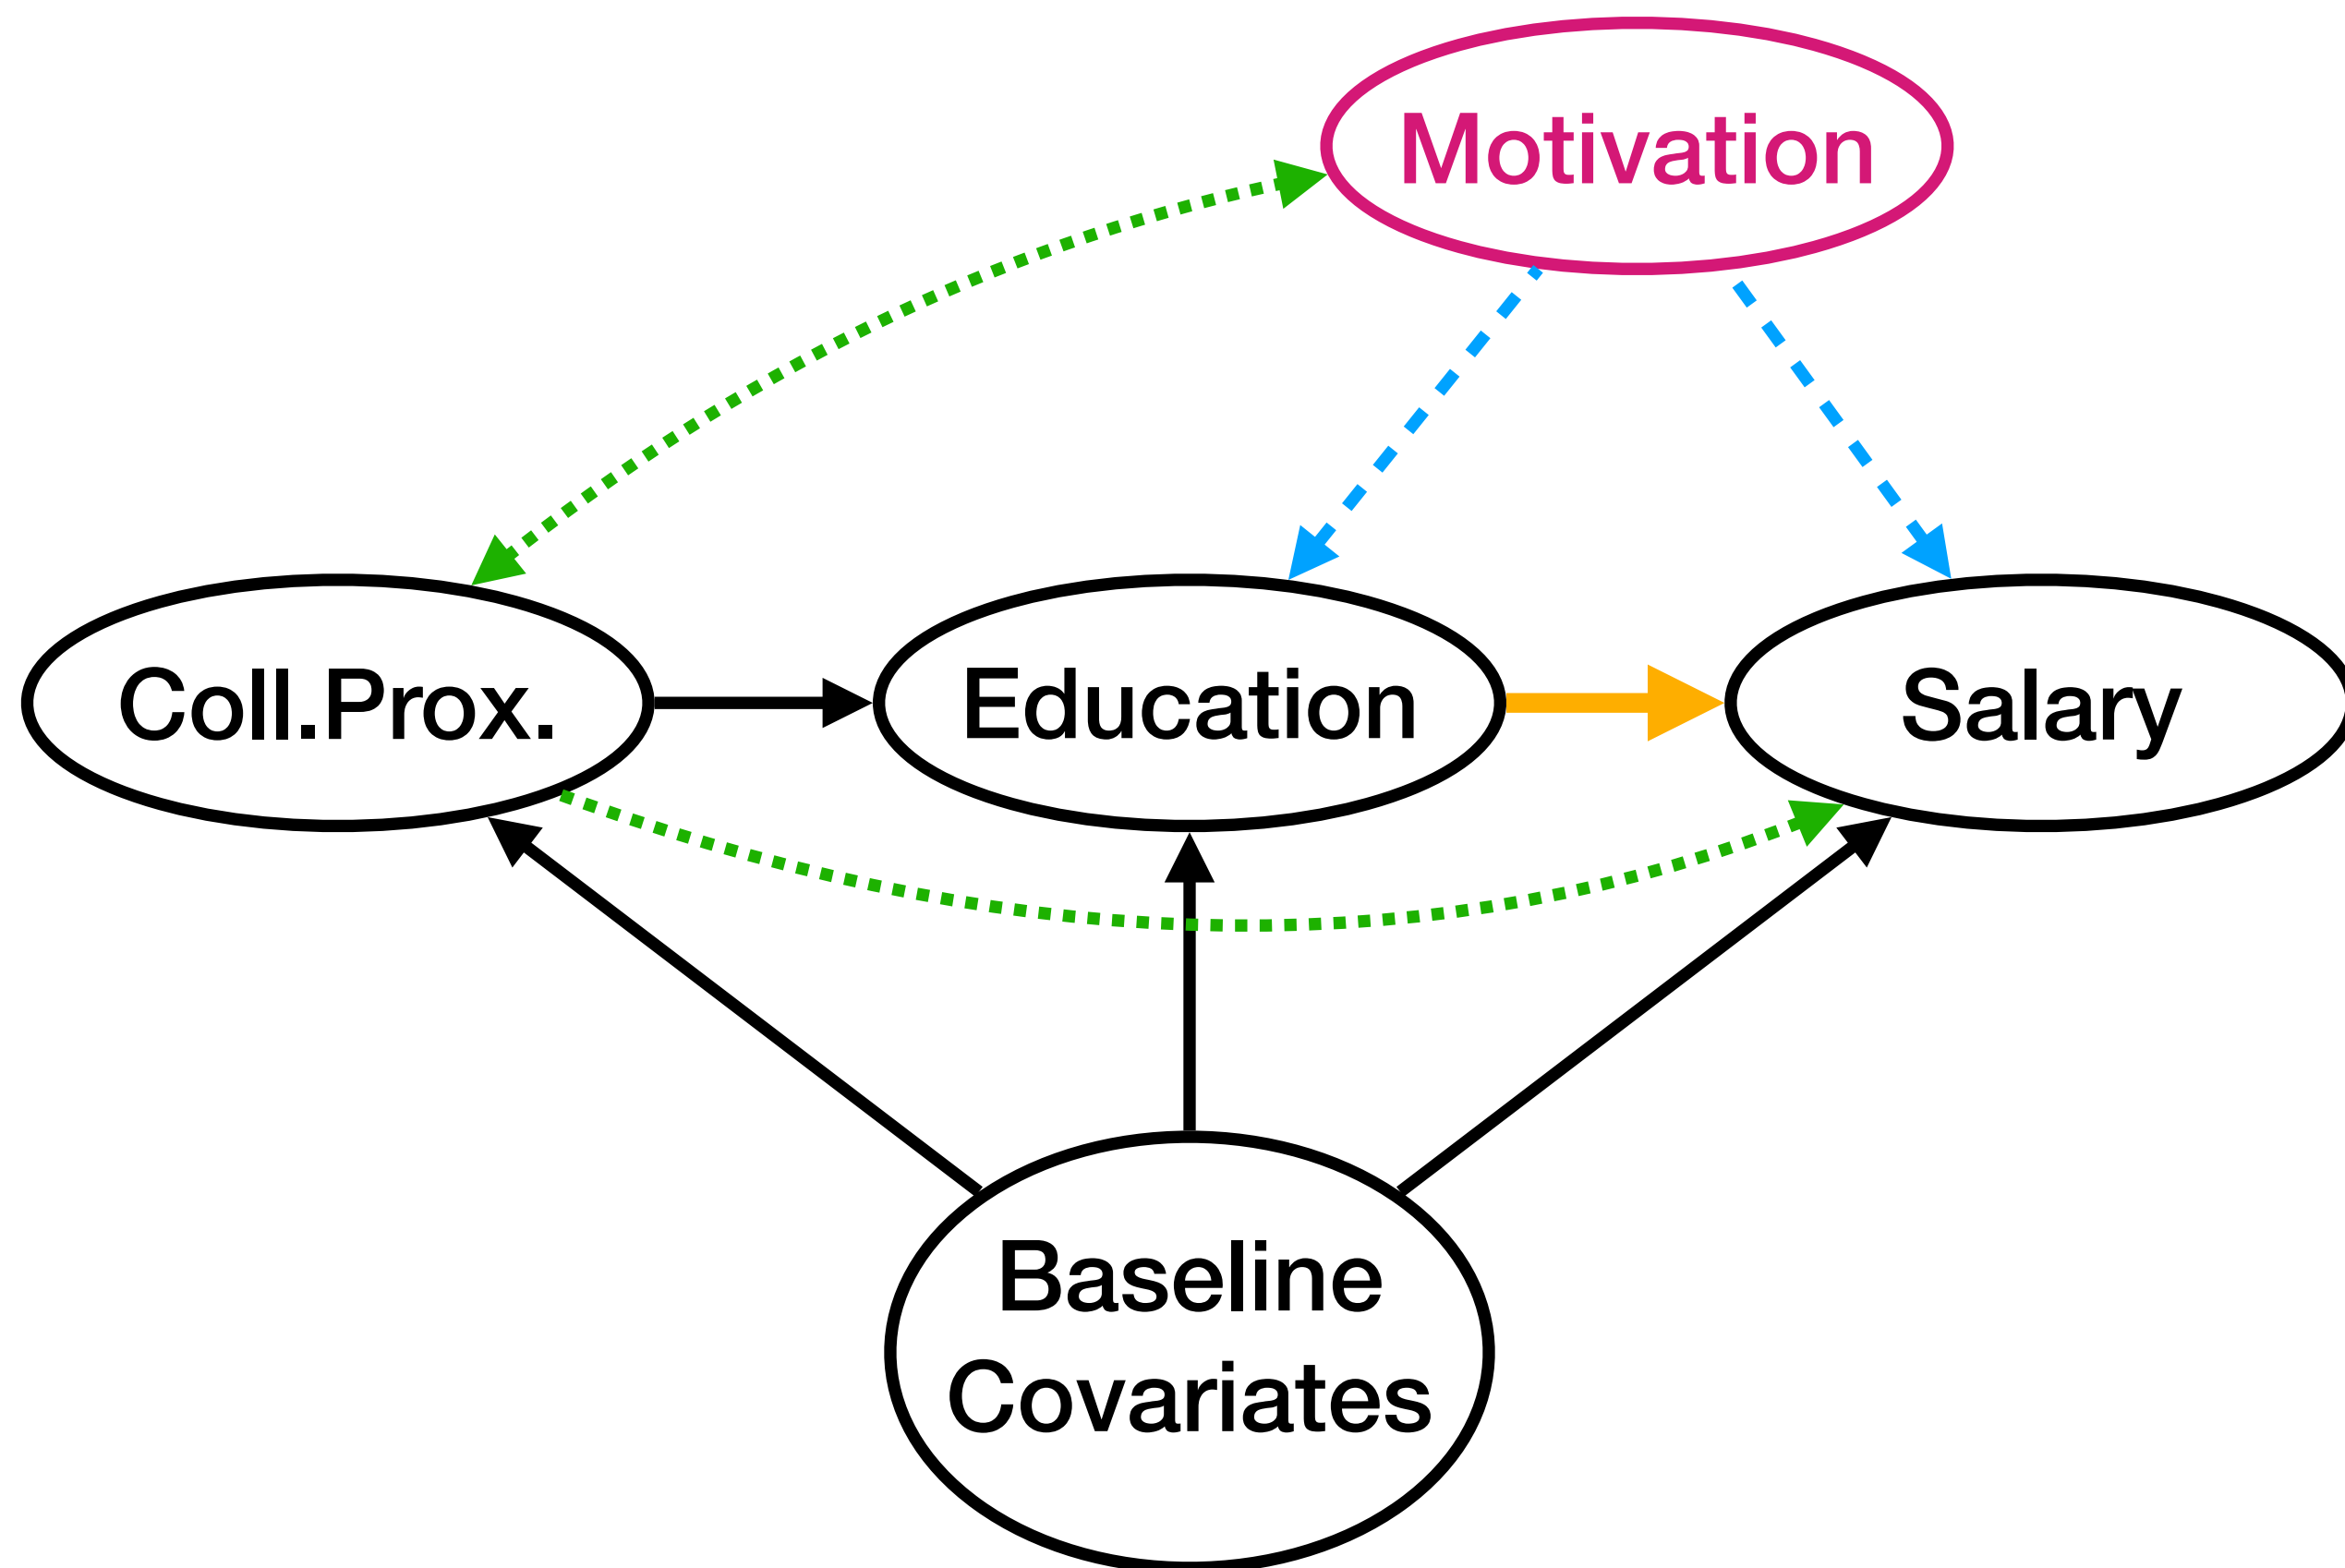 Motivation
Coll.Prox.
Education
Salary
Baseline
Covariates